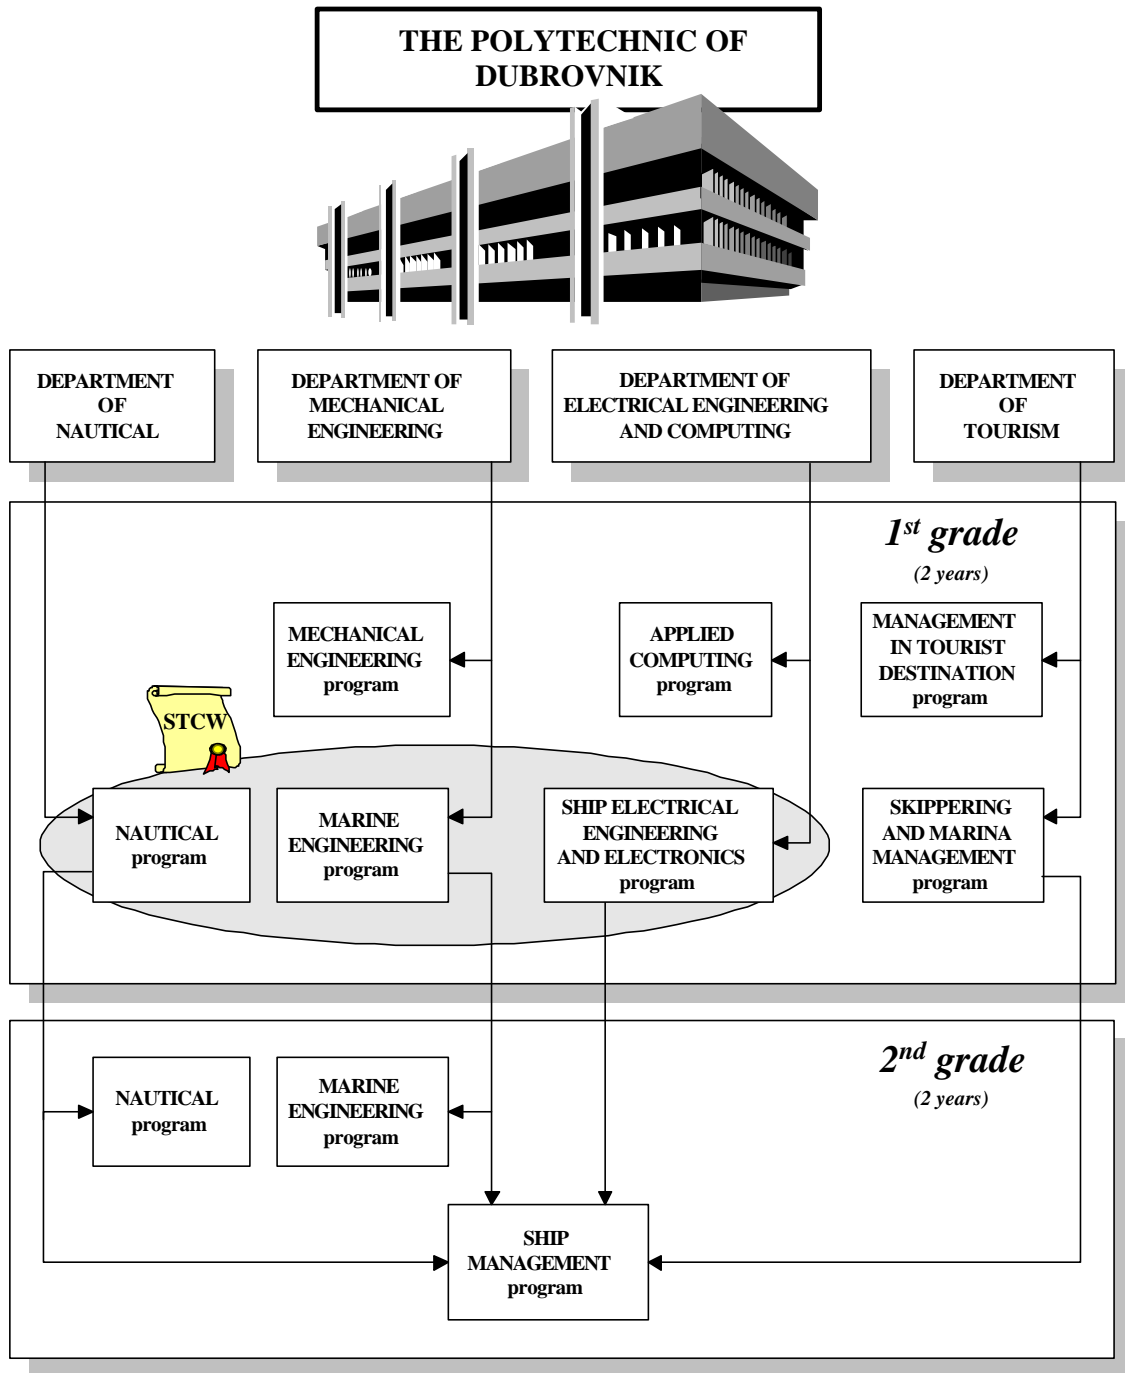 THE POLYTECHNIC OF
DUBROVNIK
DEPARTMENT
OF
NAUTICAL
DEPARTMENT OF
MECHANICAL
ENGINEERING
DEPARTMENT OF
ELECTRICAL ENGINEERING
AND COMPUTING
DEPARTMENT
OF
TOURISM
1st grade
(2 years)
MECHANICAL
ENGINEERING
program
APPLIED
COMPUTING
program
MANAGEMENT
IN TOURIST
DESTINATION
program
STCW
NAUTICAL
program
MARINE
ENGINEERING
program
SHIP ELECTRICAL
ENGINEERING
AND ELECTRONICS
program
SKIPPERING
AND MARINA
MANAGEMENT
program
2nd grade
(2 years)
NAUTICAL
program
MARINE
ENGINEERING
program
SHIP
MANAGEMENT
program